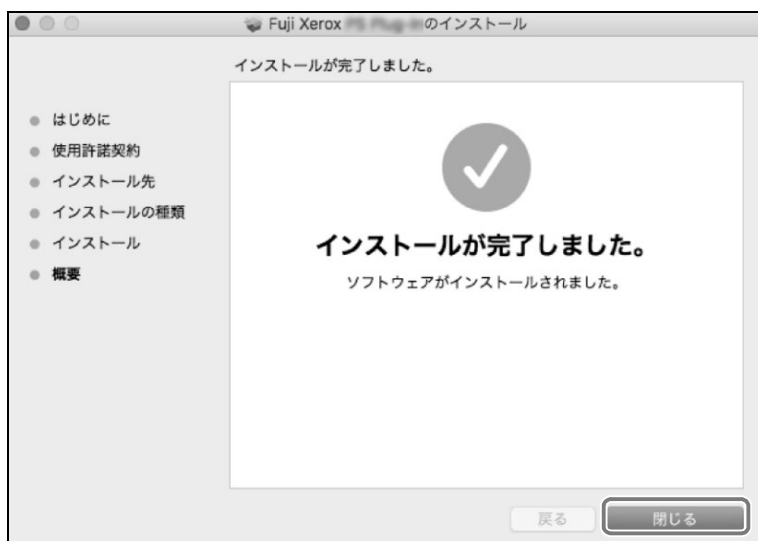 Fuji Xerox のインストール
インストールが完了しました。
はじめに
使用許諾契約
インストール先
インストールの種類
インストール
概要
インストールが完了しました。
ソフトウェアがインストールされました。
戻る
閉じる